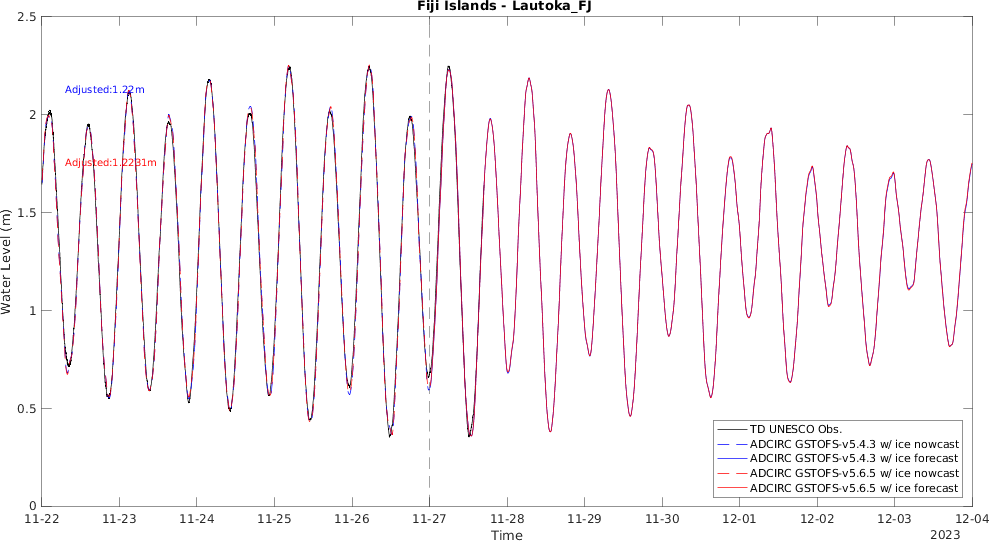 Fiji Islands - Lautoka_FJ
2.5
Adjusted:1.22m
2
Adjusted:1.2231m
1.5
Water Level (m)
1
0.5
TD UNESCO Obs.
ADCIRC GSTOFS-v5.4.3 w/ ice nowcast
ADCIRC GSTOFS-v5.4.3 w/ ice forecast
ADCIRC GSTOFS-v5.6.5 w/ ice nowcast
ADCIRC GSTOFS-v5.6.5 w/ ice forecast
0
11-22 11-23 11-24 11-25 11-26 11-27 11-28 11-29 11-30 12-01 12-02 12-03 12-04
Time
2023